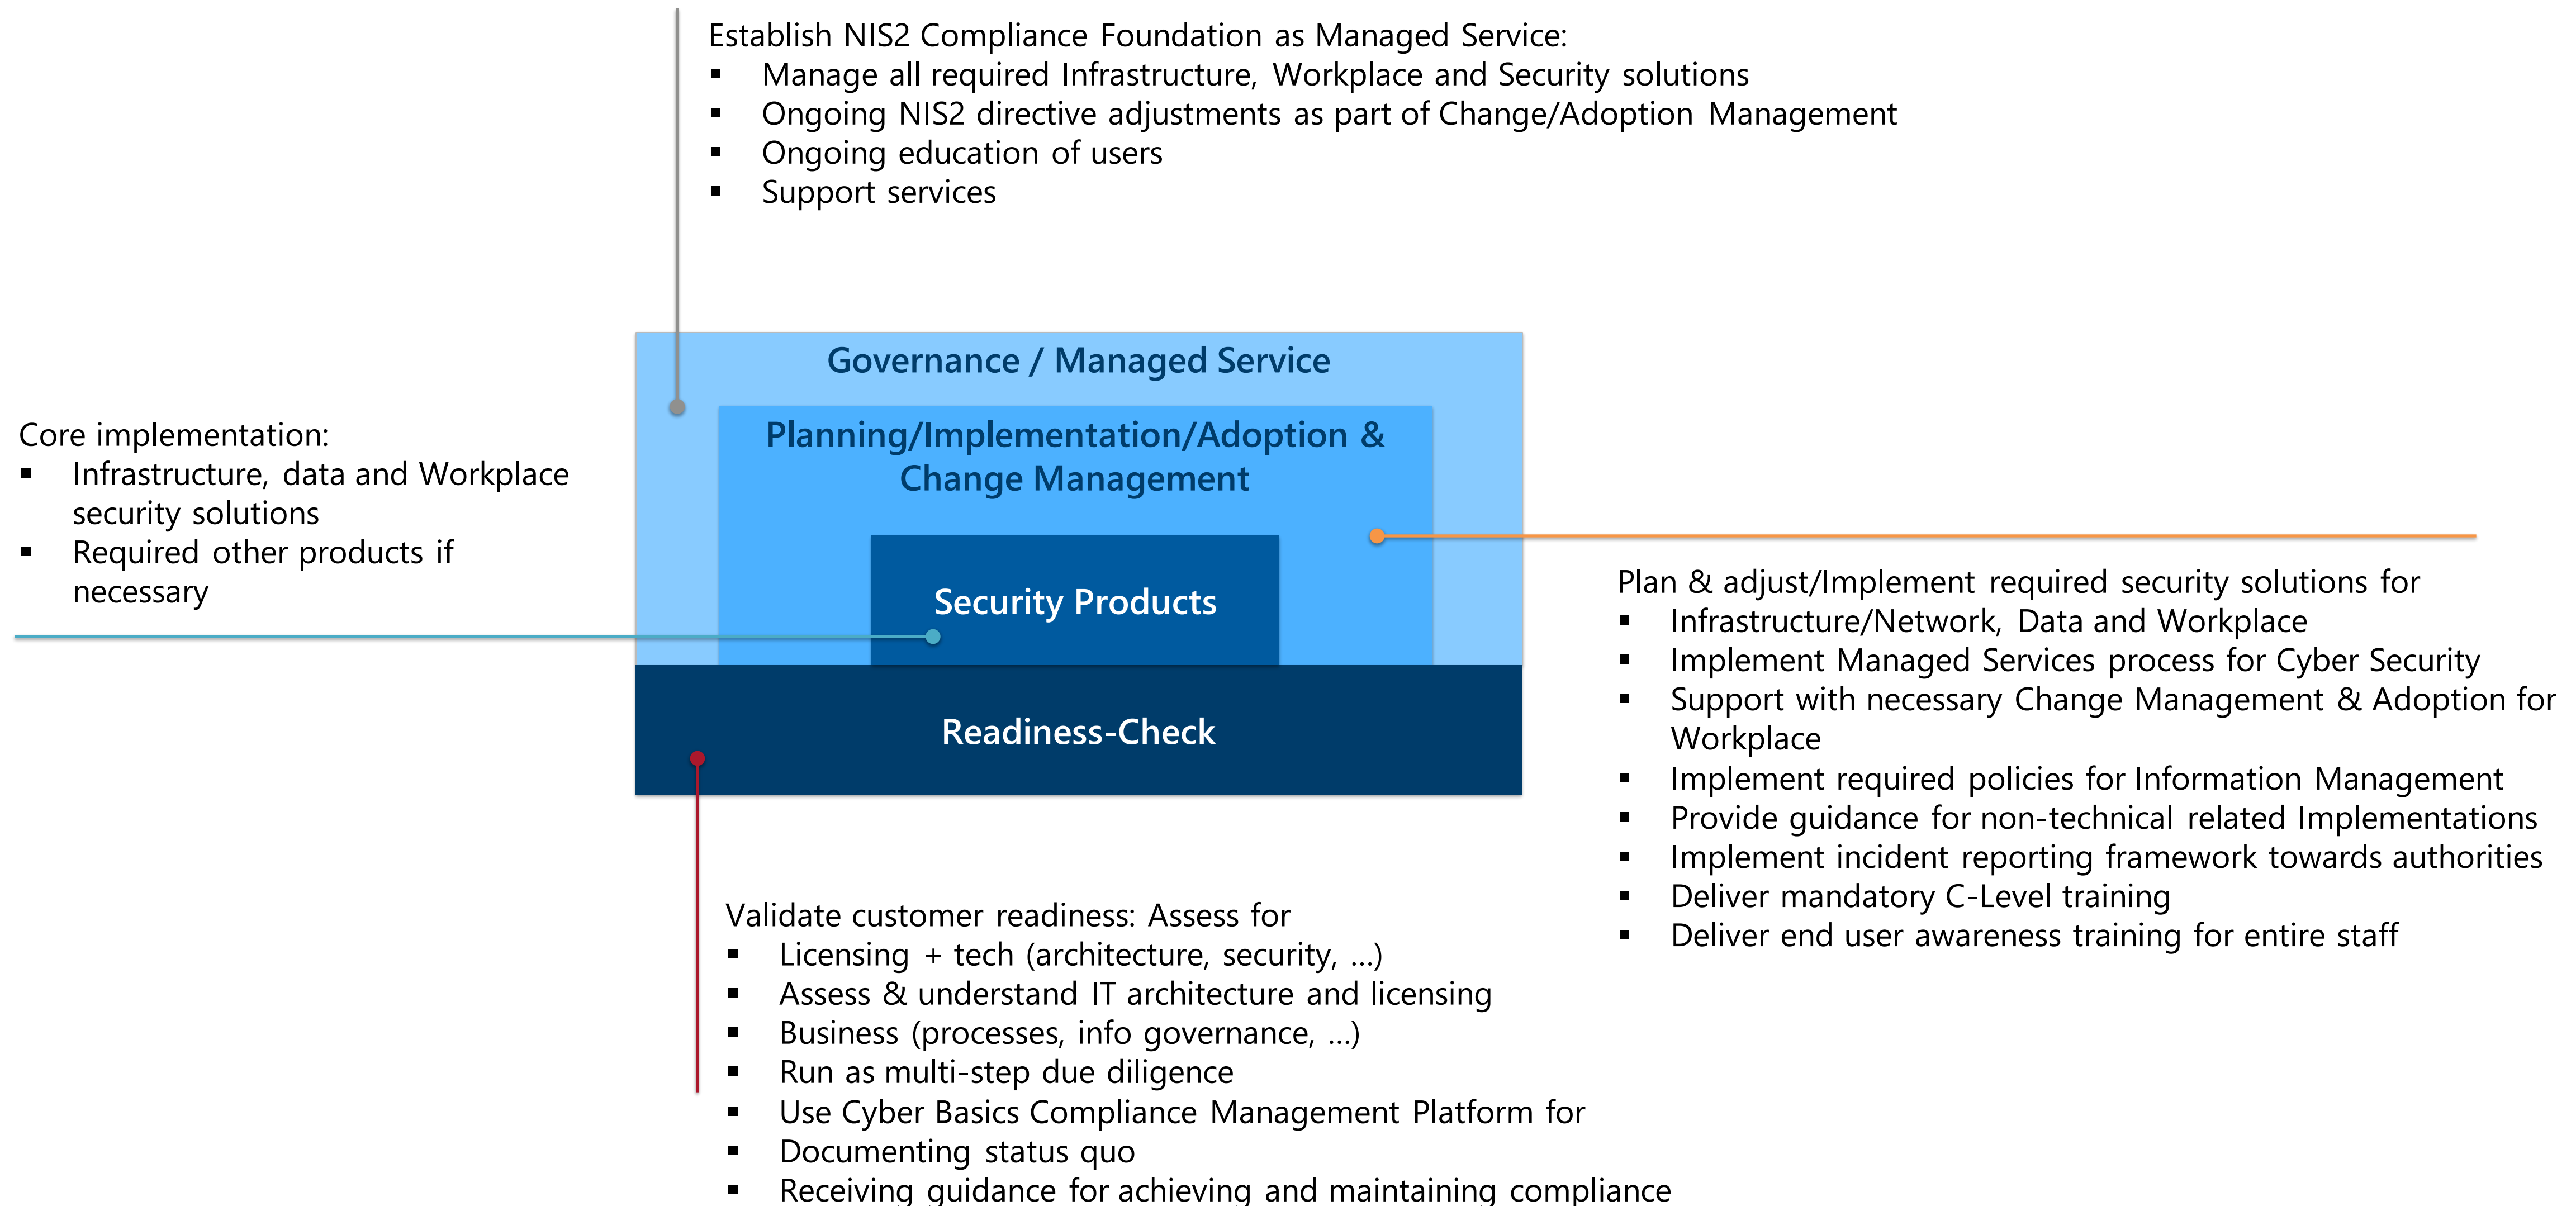 Establish NIS2 Compliance Foundation as Managed Service:
▪ Manage all required Infrastructure, Workplace and Security solutions
▪ Ongoing NIS2 directive adjustments as part of Change/Adoption Management
▪ Ongoing education of users
▪ Support services
Governance / Managed Service
Planning/Implementation/Adoption &
Change Management
Security Products
Readiness-Check
Core implementation:
▪ Infrastructure, data and Workplace
security solutions
▪ Required other products if
necessary
Plan & adjust/Implement required security solutions for
▪ Infrastructure/Network, Data and Workplace
▪ Implement Managed Services process for Cyber Security
▪ Support with necessary Change Management & Adoption for
Workplace
▪ Implement required policies for Information Management
▪ Provide guidance for non-technical related Implementations
▪ Implement incident reporting framework towards authorities
▪ Deliver mandatory C-Level training
▪ Deliver end user awareness training for entire staff
Validate customer readiness: Assess for
▪ Licensing + tech (architecture, security, …)
▪ Assess & understand IT architecture and licensing
▪ Business (processes, info governance, …)
▪ Run as multi-step due diligence
▪ Use Cyber Basics Compliance Management Platform for
▪ Documenting status quo
▪ Receiving guidance for achieving and maintaining compliance